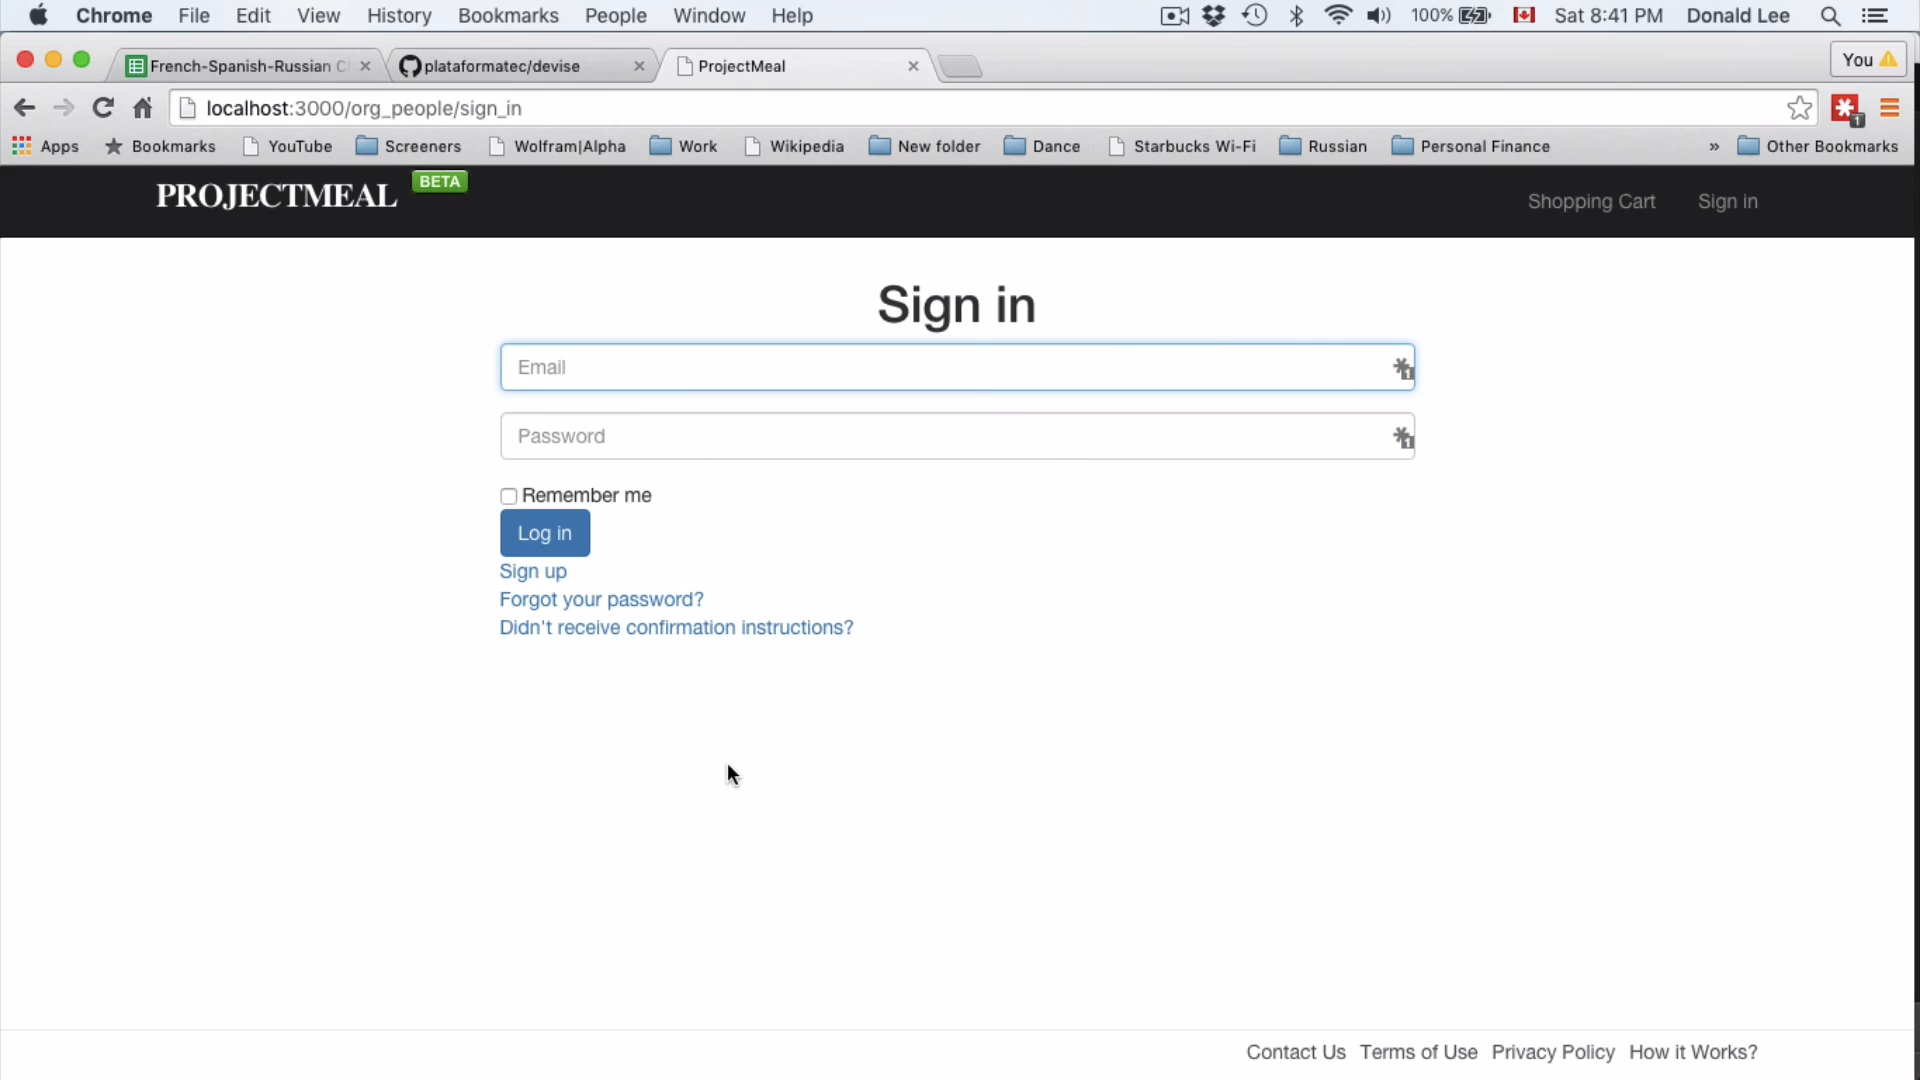 Chrome File Edit View History Bookmarks People Window Help 100% Sat 8:41 PM Donald Lee
French-Spanish-Russian plataformatec/devise ProjectMeal You
localhost:3000/org_people/sign_in 1
Apps Bookmarks YouTube Screeners Wolfram|Alpha Work Wikipedia New folder Dance Starbucks Wi-Fi Russian Personal Finance » Other Bookmarks
PROJECTMEAL BETA Shopping Cart Sign in
Sign in
Email 1
Password 1
Remember me
Log in
Sign up
Forgot your password?
Didn't receive confirmation instructions?
Contact Us Terms of Use Privacy Policy How it Works?